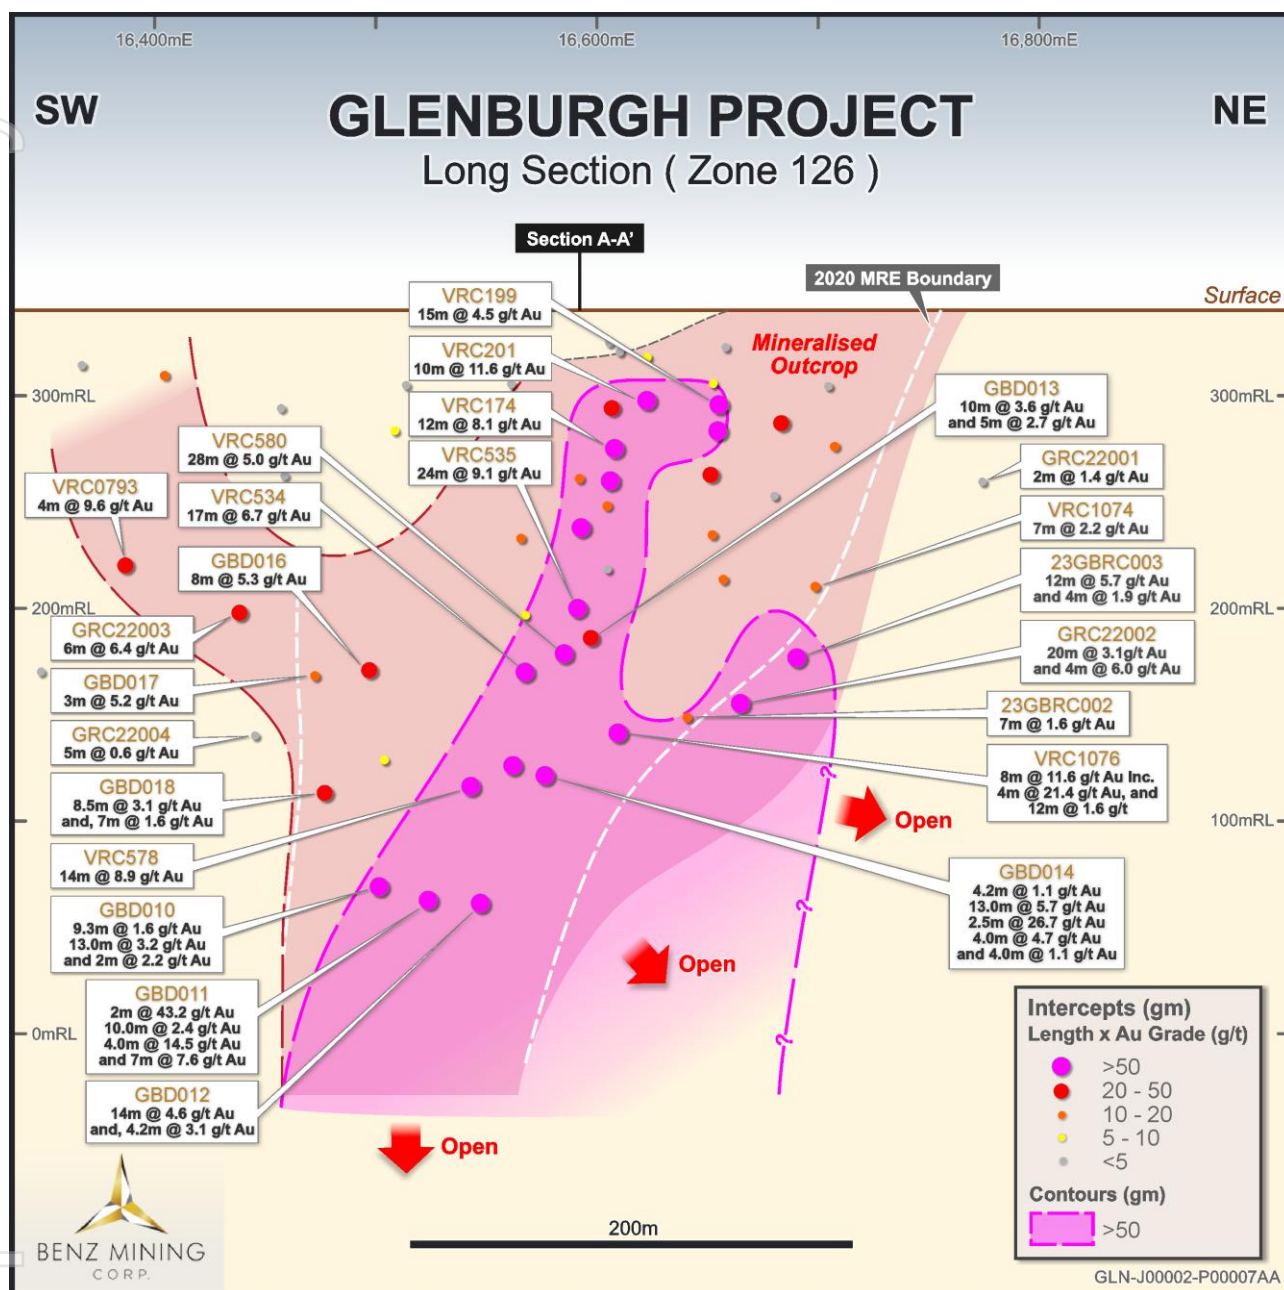 16,400mE
16,600mE
16,800mE
SW
GLENBURGH PROJECT
NE
Long Section ( Zone 126 )
Section A-A'
2020 MRE Boundary
Surface
VRC199
15m @ 4.5 g/t Au
VRC201
10m @ 11.6 g/t Au
Mineralised
Outcrop
300mRL
300mRL
VRC174
12m @ 8.1 g/t Au
GBD013
10m @ 3.6 g/t Au
and 5m @ 2.7 g/t Au
VRC580
28m @ 5.0 g/t Au
VRC535
24m @ 9.1 g/t Au
GRC22001
2m @ 1.4 g/t Au
VRC0793
4m @ 9.6 g/t Au
VRC534
17m @ 6.7 g/t Au
VRC1074
7m @ 2.2 g/t Au
GBD016
8m @ 5.3 g/t Au
23GBRC003
12m @ 5.7 g/t Au
and 4m @ 1.9 g/t Au
200mRL
200mRL
GRC22003
6m @ 6.4 g/t Au
GRC22002
20m @ 3.1g/t Au
and 4m @ 6.0 g/t Au
GBD017
3m @ 5.2 g/t Au
23GBRC002
7m @ 1.6 g/t Au
GRC22004
5m @ 0.6 g/t Au
VRC1076
8m @ 11.6 g/t Au Inc.
4m @ 21.4 g/t Au, and
12m @ 1.6 g/t
?
GBD018
8.5m @ 3.1 g/t Au
and, 7m @ 1.6 g/t Au
Open
100mRL
VRC578
14m @ 8.9 g/t Au
GBD014
4.2m @ 1.1 g/t Au
13.0m @ 5.7 g/t Au
2.5m @ 26.7 g/t Au
4.0m @ 4.7 g/t Au
and 4.0m @ 1.1 g/t Au
?
GBD010
9.3m @ 1.6 g/t Au
13.0m @ 3.2 g/t Au
and 2m @ 2.2 g/t Au
Open
GBD011
2m @ 43.2 g/t Au
10.0m @ 2.4 g/t Au
4.0m @ 14.5 g/t Au
and 7m @ 7.6 g/t Au
0mRL
?
GBD012
14m @ 4.6 g/t Au
and, 4.2m @ 3.1 g/t Au
Open
Intercepts (gm)
Length x Au Grade (g/t)
>50
20 - 50
10 - 20
5 - 10
<5
Contours (gm)
>50
200m
BENZ MINING
CORP.
GLN-J00002-P00007AA